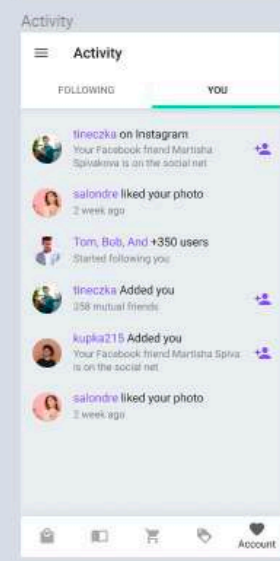 Activity
Activity
FOLLOWING YOU
tineczka on Instagram
Your Facebook friend Martisha
Spivakova is on the social net
salondre liked your photo
2 week ago
Tom, Bob, And +350 users
Started following you
tineczka Added you
358 mutual friends
kupka215 Added you
Your Facebook friend Martisha Spiva
is on the social net
salondre liked your photo
2 week ago
Account